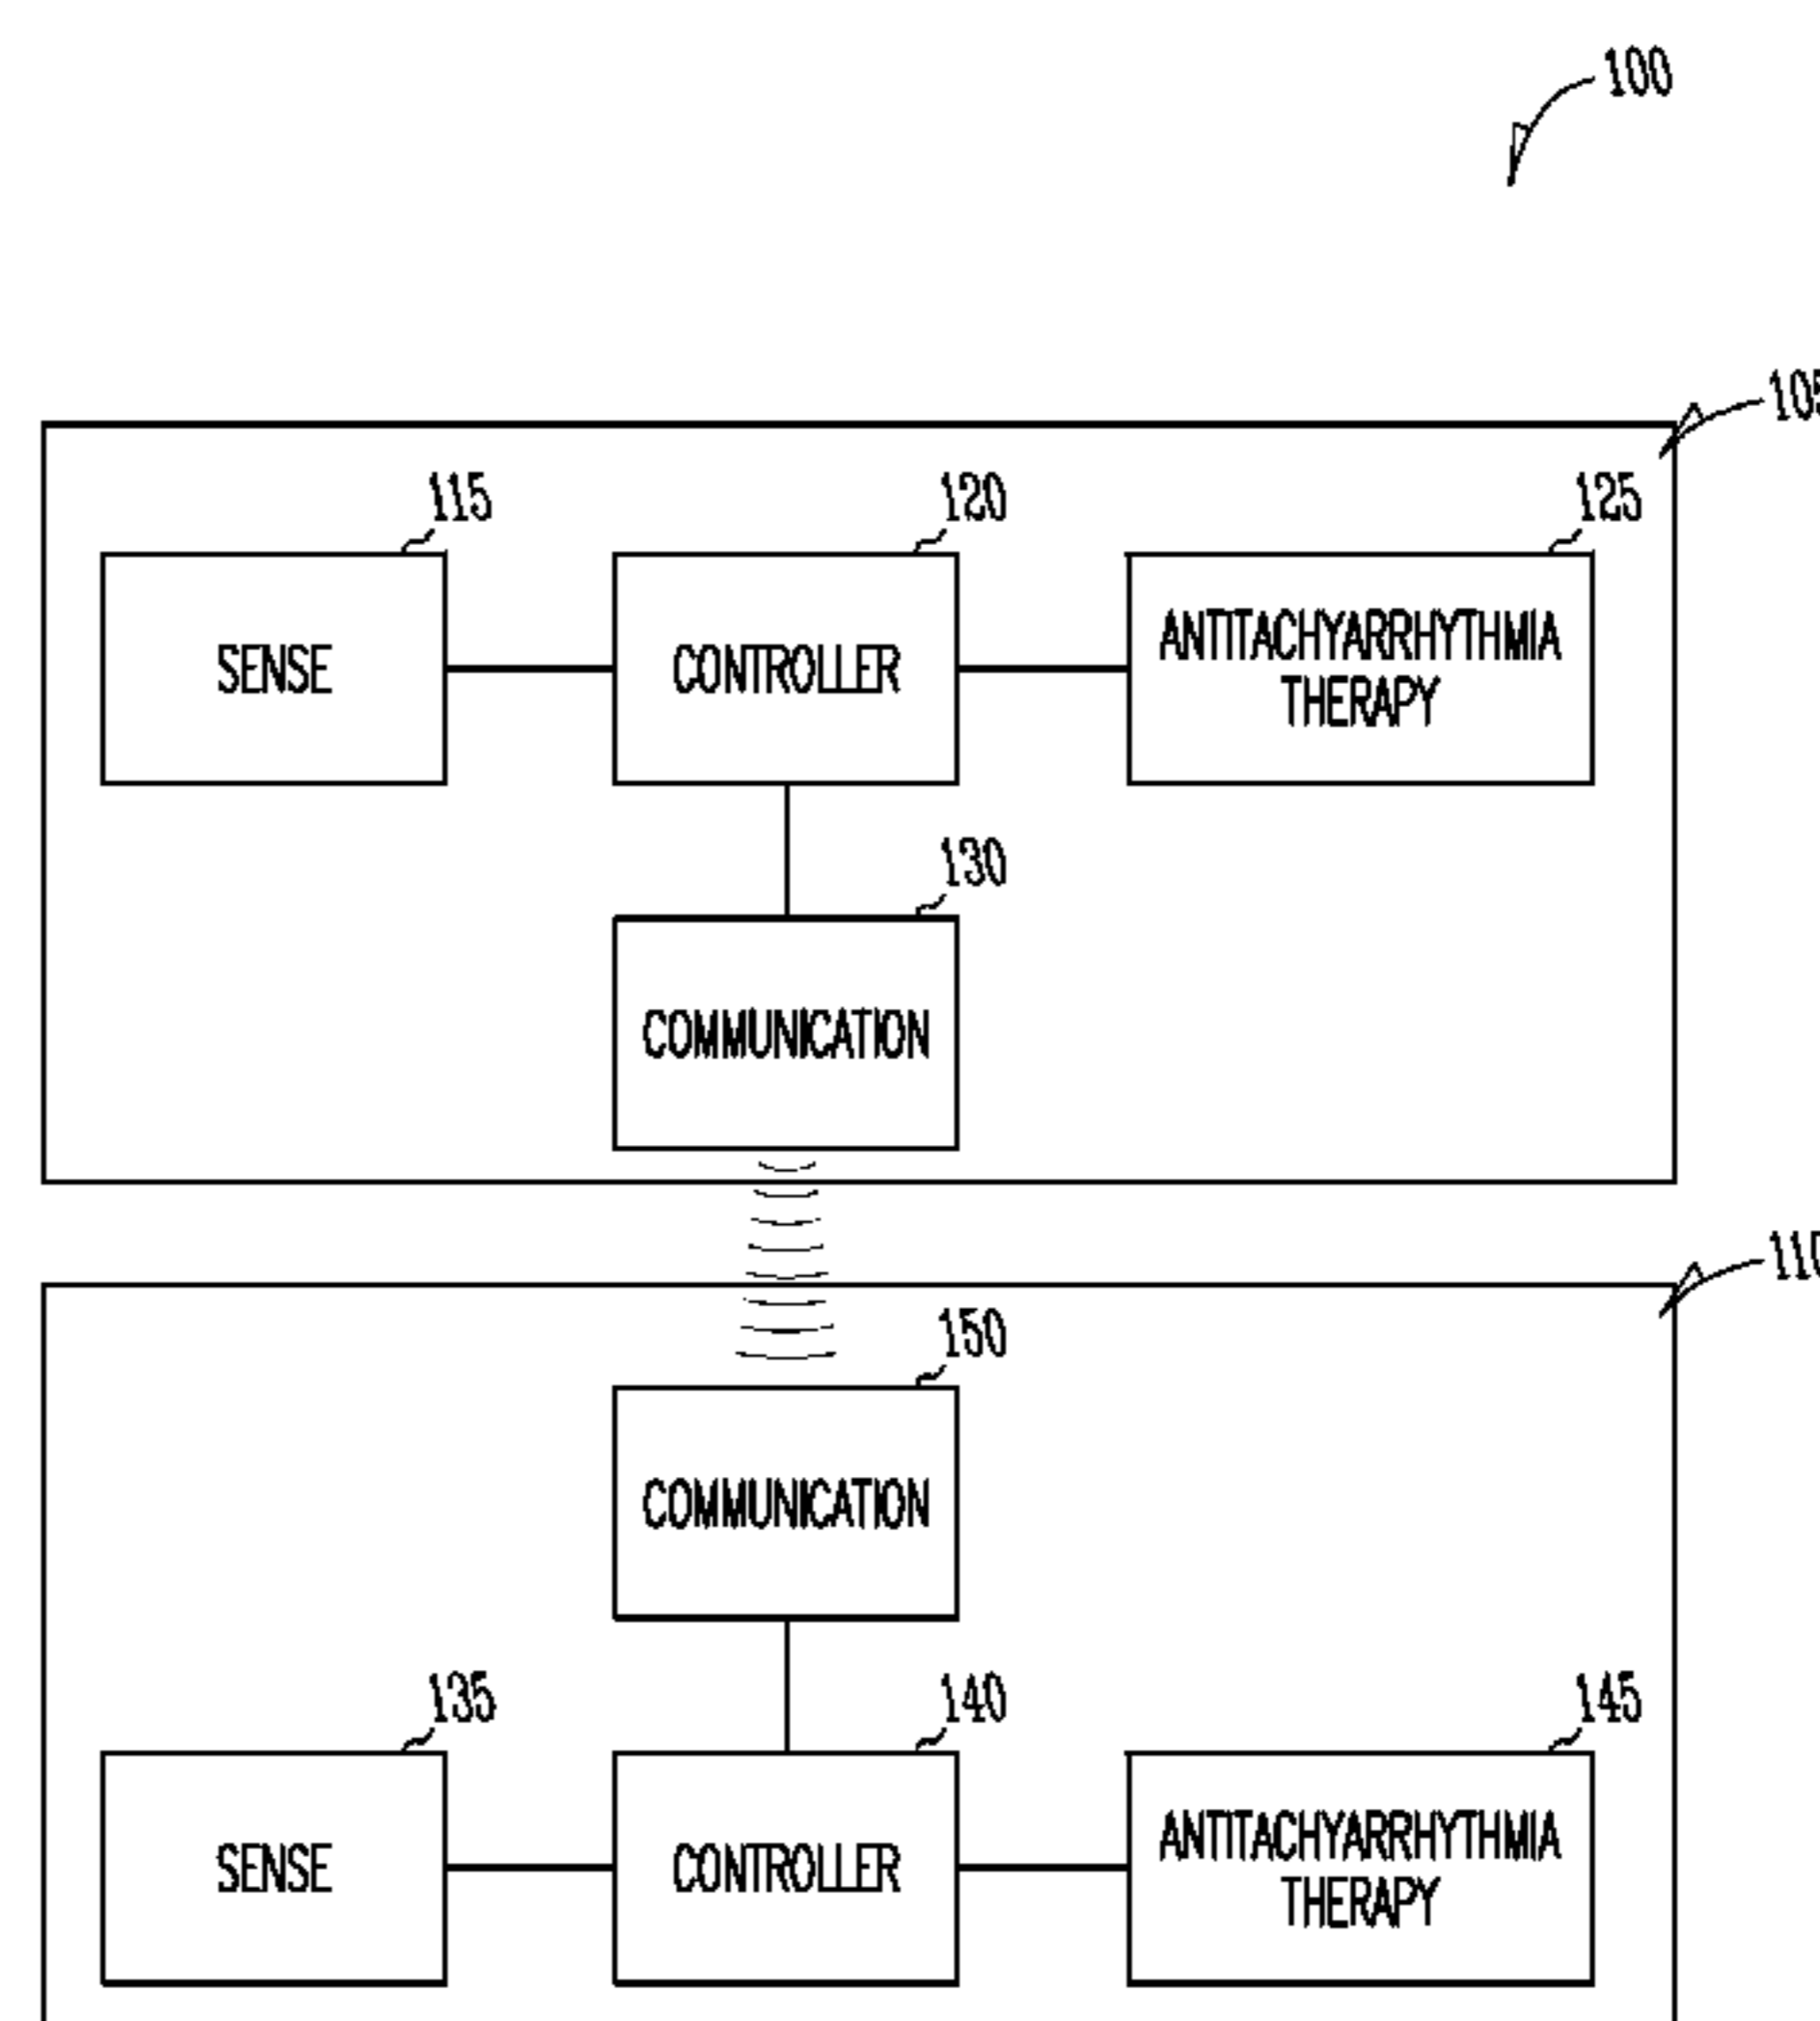 100
105
115
120
125
SENSE
CONTROLLER
ANTITACHYARRHYTHMIA
THERAPY
130
COMMUNICATION
110
150
COMMUNICATION
135
140
145
SENSE
CONTROLLER
ANTITACHYARRHYTHMIA
THERAPY